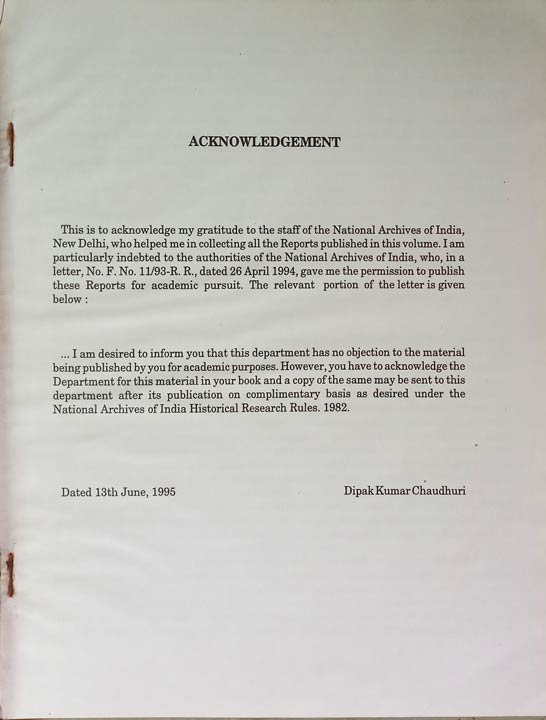 ACKNOWLEDGEMENT
This is to acknowledge my gratitude to the staff of the National Archives of India,
New Delhi, who helped me in collecting all the Reports published in this volume. I am
particularly indebted to the authorities of the National Archives of India, who, in a
letter, No. F. No. 11/93-R. R., dated 26 April 1994, gave me the permission to publish
these Reports for academic pursuit. The relevant portion of the letter is given
below :
... I am desired to inform you that this department has no objection to the material
being published by you for academic purposes. However, you have to acknowledge the
Department for this material in your book and a copy of the same may be sent to this
department after its publication on complimentary basis as desired under the
National Archives of India Historical Research Rules. 1982.
Dated 13th June, 1995 Dipak Kumar Chaudhuri